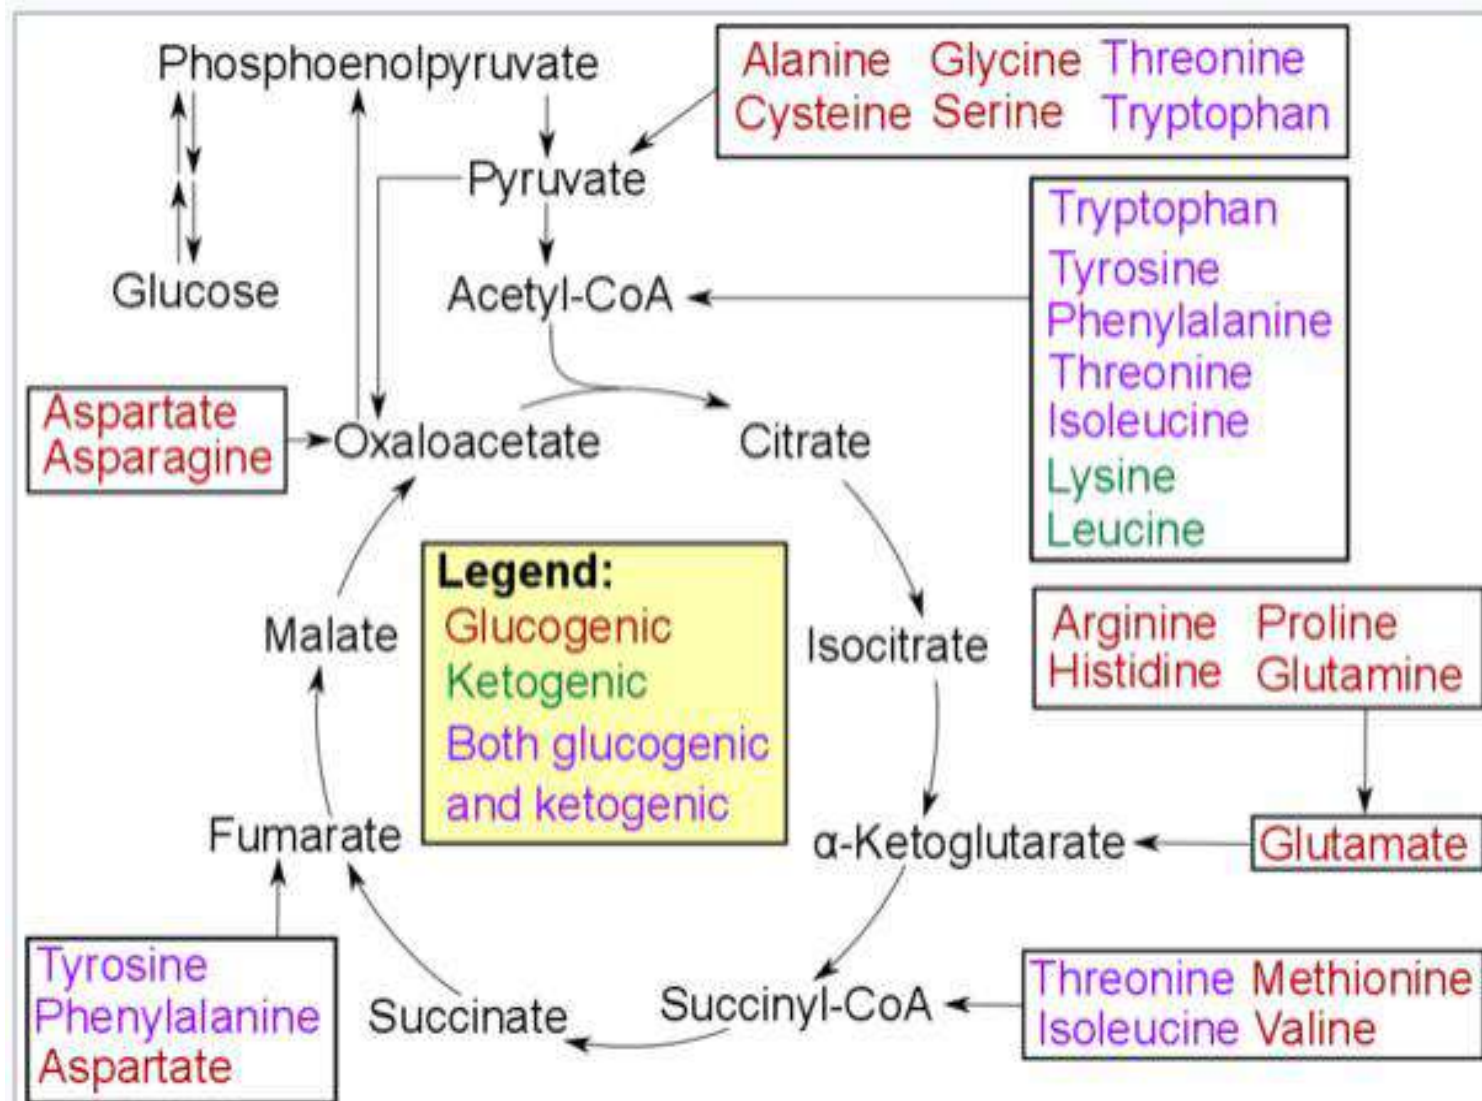 Phosphoenolpyruvate
Alanine Glycine Threonine
Cysteine Serine Tryptophan
Pyruvate
Glucose
Acetyl-CoA
Tryptophan
Tyrosine
Phenylalanine
Threonine
Isoleucine
Lysine
Leucine
Aspartate
Asparagine
Oxaloacetate
Citrate
Legend:
Glucogenic
Ketogenic
Both glucogenic
and ketogenic
Malate
Isocitrate
Arginine Proline
Histidine Glutamine
Fumarate
α-Ketoglutarate
Glutamate
Tyrosine
Phenylalanine
Aspartate
Succinate
Succinyl-CoA
Threonine Methionine
Isoleucine Valine